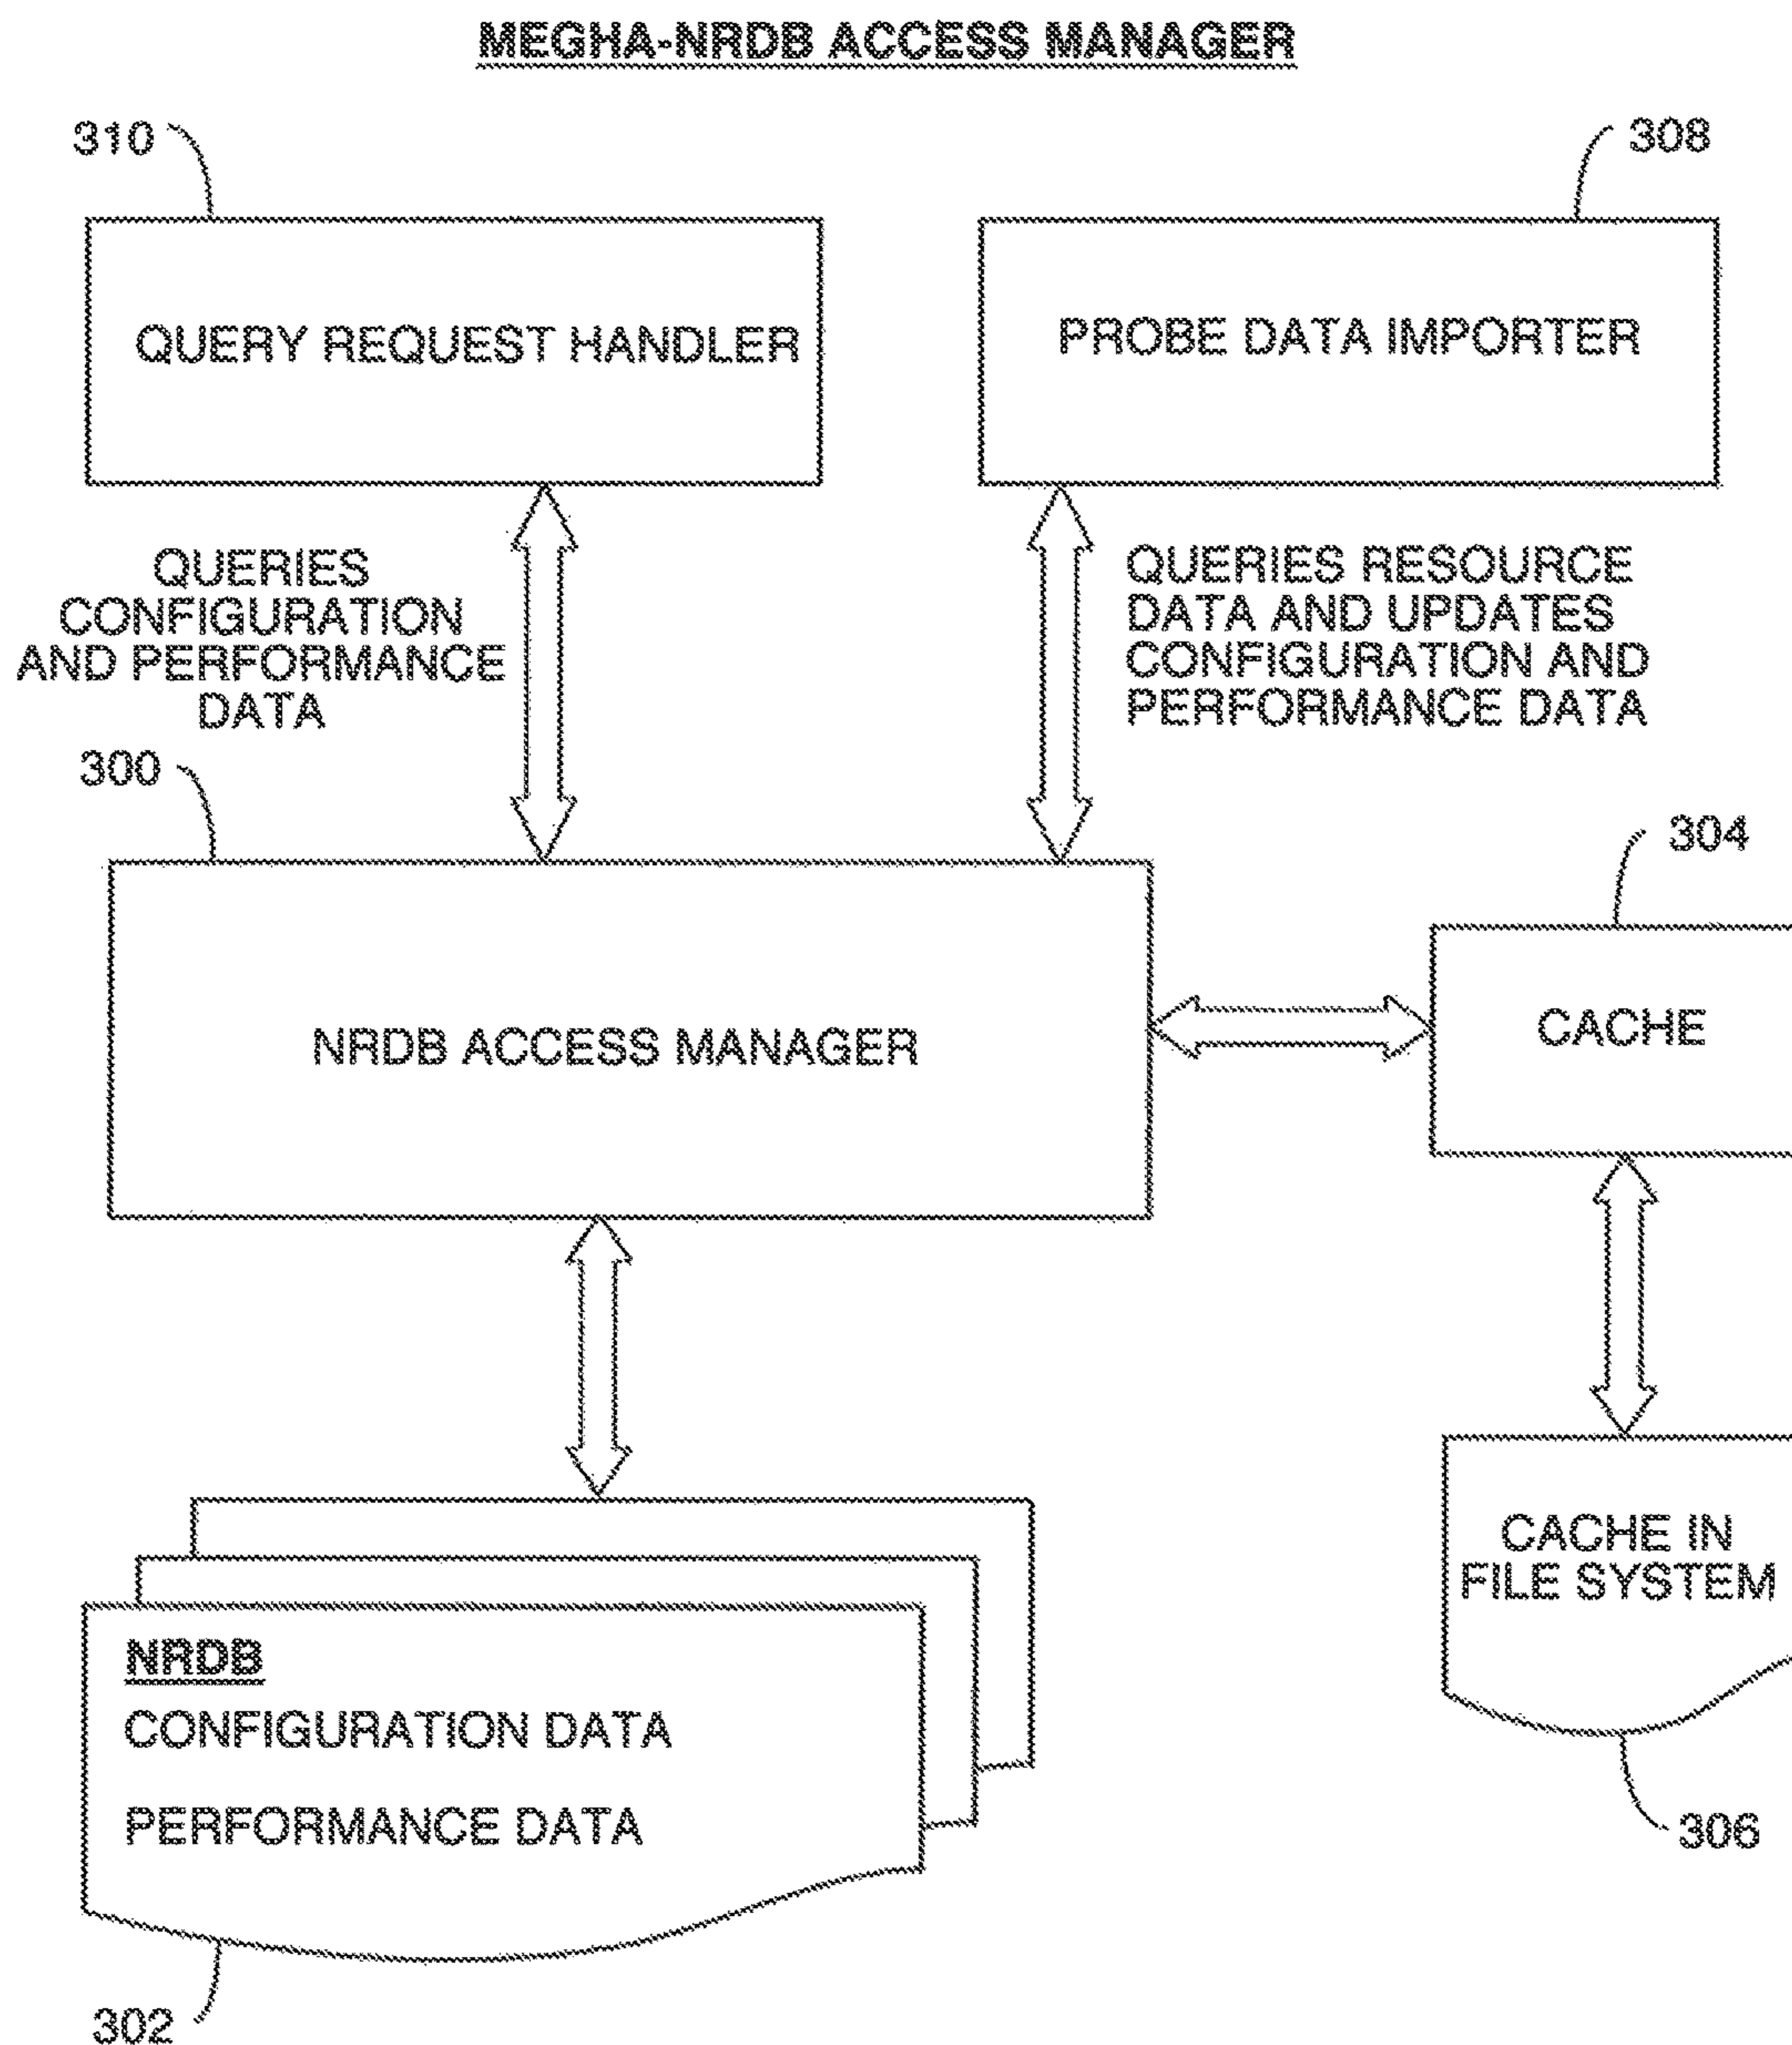 MEGHA-NRDB ACCESS MANAGER
310
308
QUERY REQUEST HANDLER
PROBE DATA IMPORTER
QUERIES
CONFIGURATION
AND PERFORMANCE
DATA
QUERIES RESOURCE
DATA AND UPDATES
CONFIGURATION AND
PERFORMANCE DATA
300
304
NRDB ACCESS MANAGER
CACHE
CACHE IN
FILE SYSTEM
NRDB
CONFIGURATION DATA
PERFORMANCE DATA
306
302